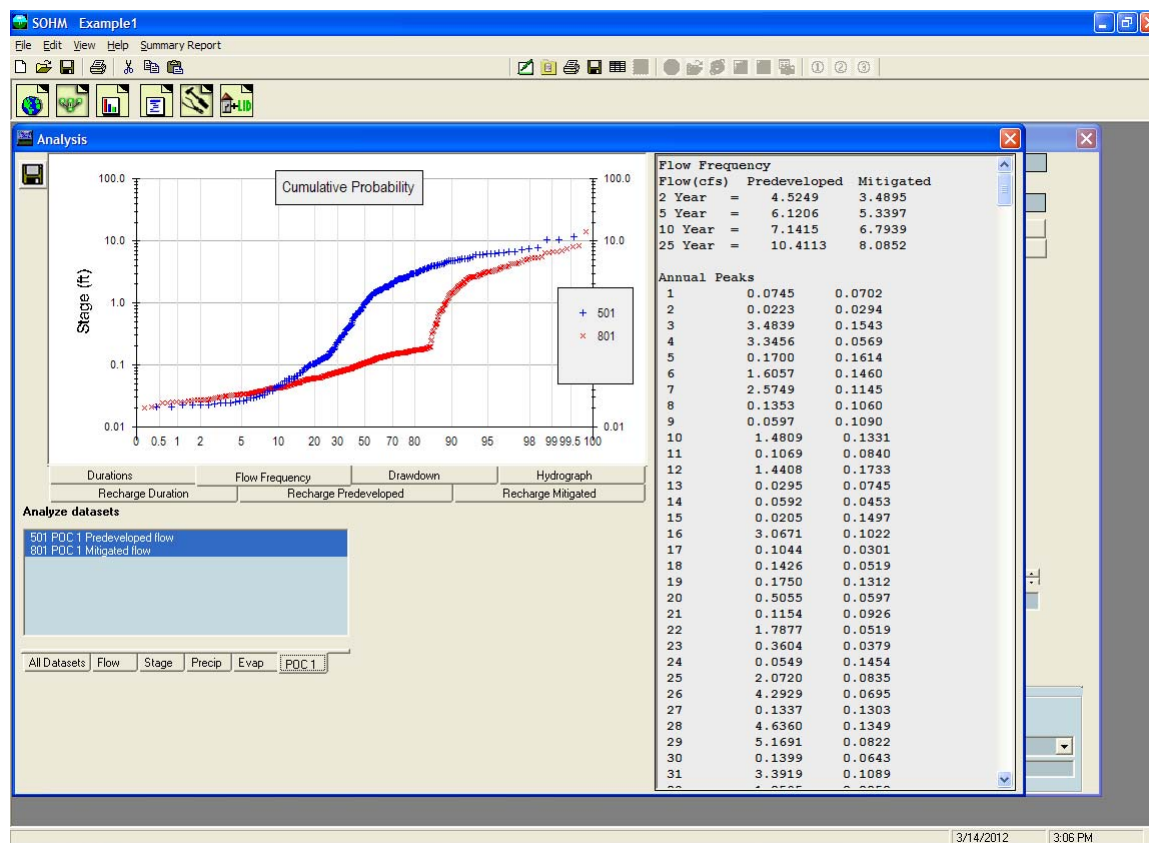 SOHM Example1
File Edit View Help Summary Report
Analysis
Cumulative Probability
100.0
10.0
1.0
0.1
0.01
Stage (ft)
100.0
10.0
0.01
501
801
0 0.5 1 2 5 10 20 30 50 70 80 90 95 98 99 99.5 100
Durations Flow Frequency Drawdown Hydrograph
Recharge Duration Recharge Predeveloped Recharge Mitigated
Analyze datasets
501 POC 1 Predeveloped flow
801 POC 1 Mitigated flow
All Datasets Flow Stage Precip Evap POC 1
Flow Frequency
Flow(cfs) Predeveloped Mitigated
2 Year = 4.5249 3.4895
5 Year = 6.1206 5.3397
10 Year = 7.1415 6.7939
25 Year = 10.4113 8.0852
Annual Peaks
1 0.0745 0.0702
2 0.0223 0.0294
3 3.4839 0.1543
4 3.3456 0.0569
5 0.1700 0.1614
6 1.6057 0.1460
7 2.5749 0.1145
8 0.1353 0.1060
9 0.0597 0.1090
10 1.4809 0.1331
11 0.1069 0.0840
12 1.4408 0.1733
13 0.0295 0.0745
14 0.0592 0.0453
15 0.0205 0.1497
16 3.0671 0.1022
17 0.1044 0.0301
18 0.1426 0.0519
19 0.1750 0.1312
20 0.5055 0.0597
21 0.1154 0.0926
22 1.7877 0.0519
23 0.3604 0.0379
24 0.0549 0.1454
25 2.0720 0.0835
26 4.2929 0.0695
27 0.1337 0.1303
28 4.6360 0.1349
29 5.1691 0.0822
30 0.1399 0.0643
31 3.3919 0.1089
3/14/2012 3:06 PM